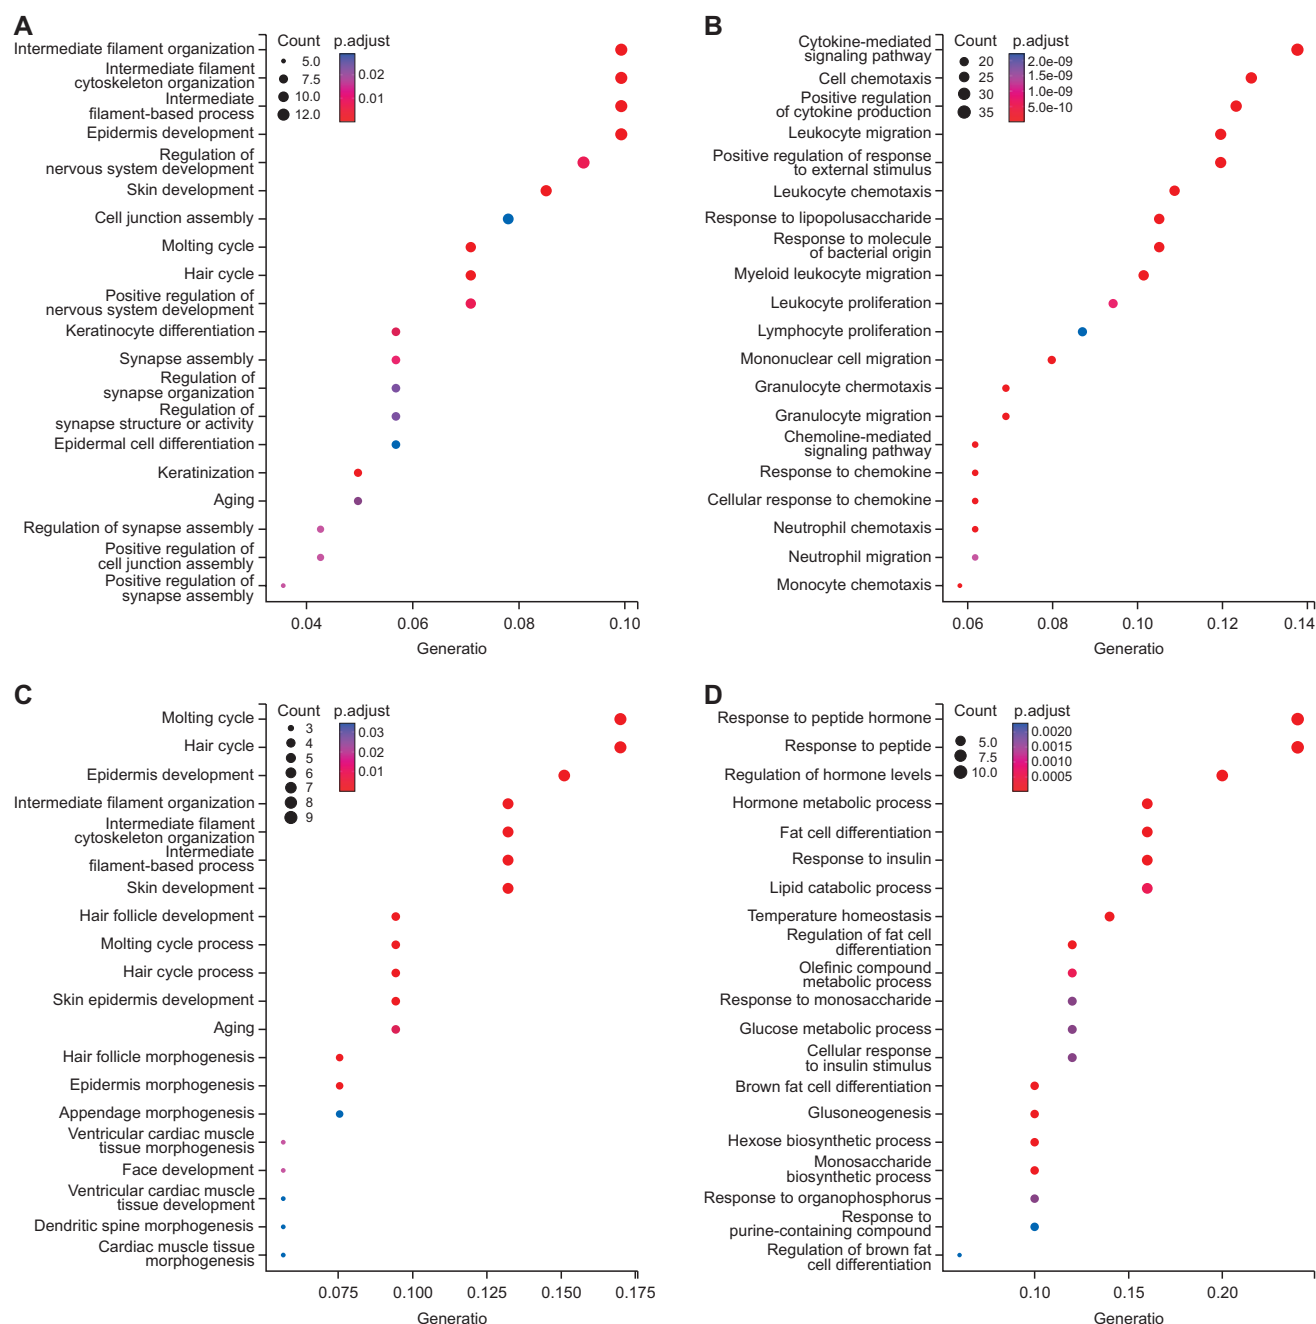 A
Count
p.adjust
5.0
7.5
10.0
12.0
0.02
0.01
Intermediate filament organization
Intermediate filament
cytoskeleton organization
Intermediate
filament-based process
Epidermis development
Regulation of
nervous system development
Skin development
Cell junction assembly
Molting cycle
Hair cycle
Positive regulation of
nervous system development
Keratinocyte differentiation
Synapse assembly
Regulation of
synapse organization
Regulation of
synapse structure or activity
Epidermal cell differentiation
Keratinization
Aging
Regulation of synapse assembly
Positive regulation of
cell junction assembly
Positive regulation of
synapse assembly
0.04 0.06 0.08 0.10
Generatio
B
Count
p.adjust
20
25
30
35
2.0e-09
1.5e-09
1.0e-09
5.0e-10
Cytokine-mediated
signaling pathway
Cell chemotaxis
Positive regulation
of cytokine production
Leukocyte migration
Positive regulation of response
to external stimulus
Leukocyte chemotaxis
Response to lipopolusaccharide
Response to molecule
of bacterial origin
Myeloid leukocyte migration
Leukocyte proliferation
Lymphocyte proliferation
Mononuclear cell migration
Granulocyte chermotaxis
Granulocyte migration
Chemoline-mediated
signaling pathway
Response to chemokine
Cellular response to chemokine
Neutrophil chemotaxis
Neutrophil migration
Monocyte chemotaxis
0.06 0.08 0.10 0.12 0.14
Generatio
C
Count
p.adjust
3
4
5
6
7
8
9
0.03
0.02
0.01
Molting cycle
Hair cycle
Epidermis development
Intermediate filament organization
Intermediate filament
cytoskeleton organization
Intermediate
filament-based process
Skin development
Hair follicle development
Molting cycle process
Hair cycle process
Skin epidermis development
Aging
Hair follicle morphogenesis
Epidermis morphogenesis
Appendage morphogenesis
Ventricular cardiac muscle
tissue morphogenesis
Face development
Ventricular cardiac muscle
tissue development
Dendritic spine morphogenesis
Cardiac muscle tissue
morphogenesis
0.075 0.100 0.125 0.150 0.175
Generatio
D
Count
p.adjust
5.0
7.5
10.0
0.0020
0.0015
0.0010
0.0005
Response to peptide hormone
Response to peptide
Regulation of hormone levels
Hormone metabolic process
Fat cell differentiation
Response to insulin
Lipid catabolic process
Temperature homeostasis
Regulation of fat cell
differentiation
Olefinic compound
metabolic process
Response to monosaccharide
Glucose metabolic process
Cellular response
to insulin stimulus
Brown fat cell differentiation
Glusoneogenesis
Hexose biosynthetic process
Monosaccharide
biosynthetic process
Response to organophosphorus
Response to
purine-containing compound
Regulation of brown fat
cell differentiation
0.10 0.15 0.20
Generatio